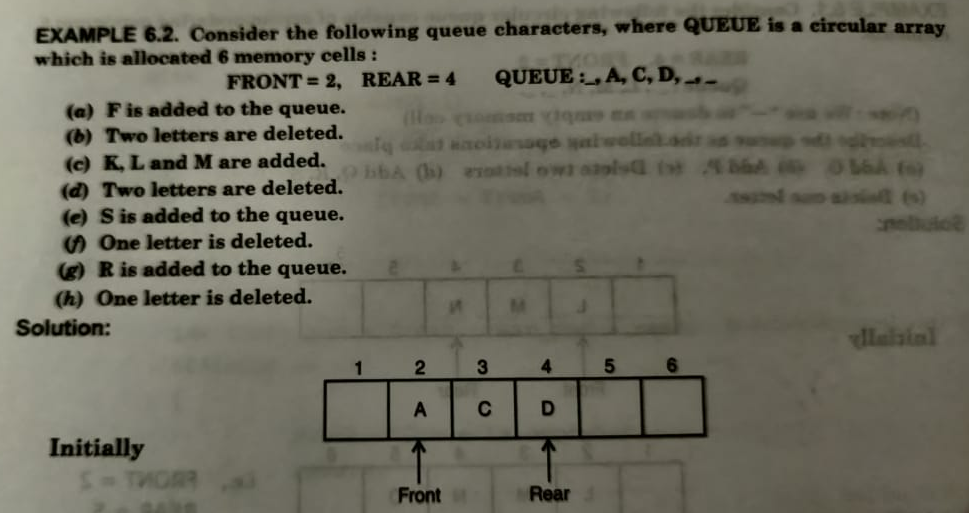 EXAMPLE 6.2. Consider the following queue characters, where QUEUE is a circular array
which is allocated 6 memory cells :
FRONT = 2, REAR = 4 QUEUE : _, A, C, D, _, _
(a) F is added to the queue.
(b) Two letters are deleted.
(c) K, L and M are added.
(d) Two letters are deleted.
(e) S is added to the queue.
(f) One letter is deleted.
(g) R is added to the queue.
(h) One letter is deleted.
Solution:
1 2 3 4 5 6
A C D
Initially
Front Rear